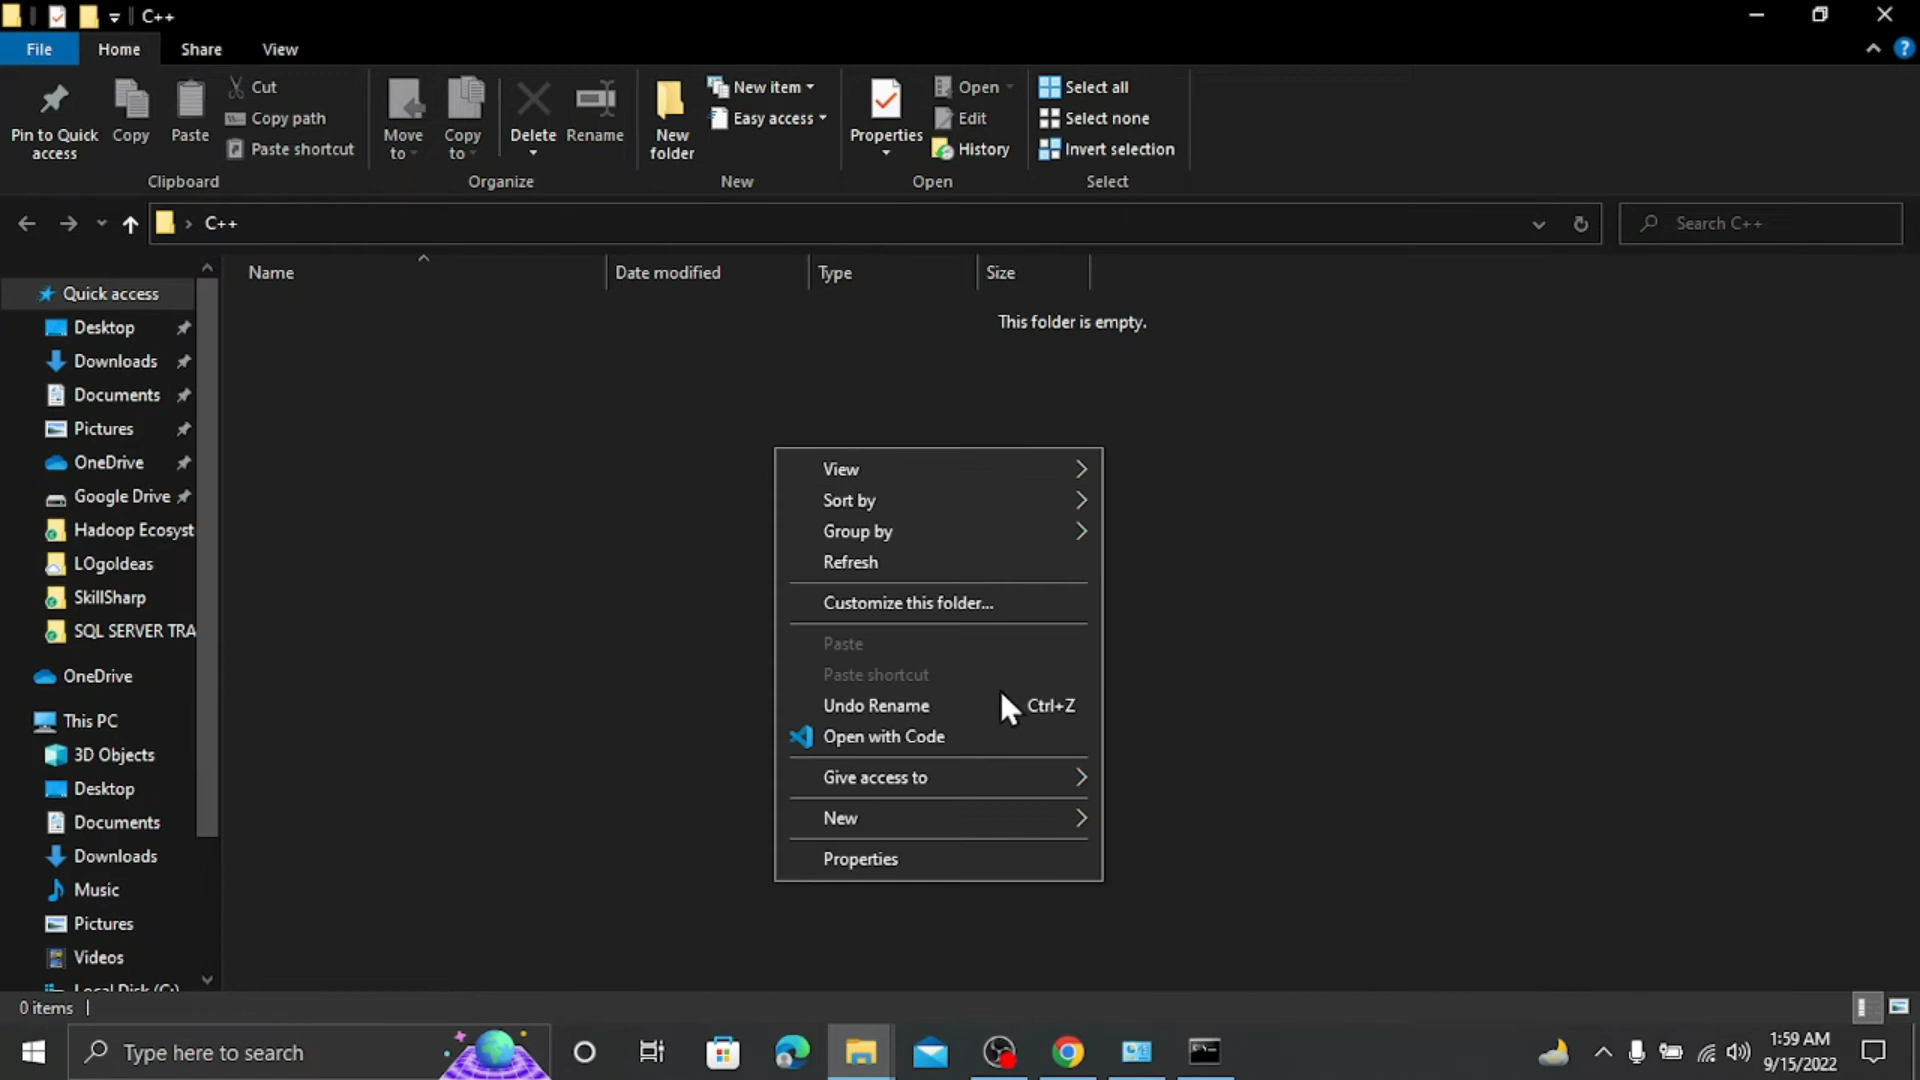 C++
File Home Share View
Pin to Quick access
Copy
Paste
Cut
Copy path
Paste shortcut
Clipboard
Move to
Copy to
Delete
Rename
Organize
New folder
New item
Easy access
New
Properties
Open
Edit
History
Open
Select all
Select none
Invert selection
Select
C++
Search C++
Name Date modified Type Size
This folder is empty.
Quick access
Desktop
Downloads
Documents
Pictures
OneDrive
Google Drive
Hadoop Ecosyst
LOgoIdeas
SkillSharp
SQL SERVER TRA
OneDrive
This PC
3D Objects
Desktop
Documents
Downloads
Music
Pictures
Videos
Local Disk (C:)
View
Sort by
Group by
Refresh
Customize this folder...
Paste
Paste shortcut
Undo Rename Ctrl+Z
Open with Code
Give access to
New
Properties
0 items
Type here to search
1:59 AM
9/15/2022